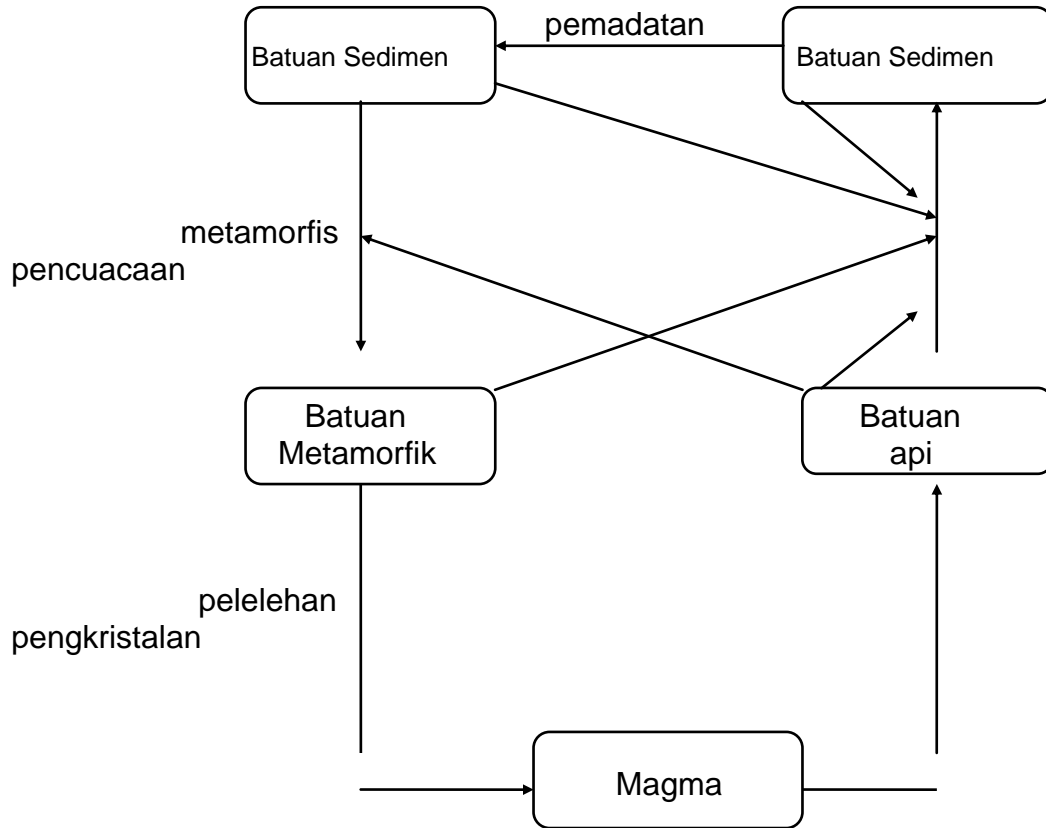 pemadatan
Batuan Sedimen
Batuan Sedimen
metamorfis
pencuacaan
Batuan
Metamorfik
Batuan
api
pelelehan
pengkristalan
Magma